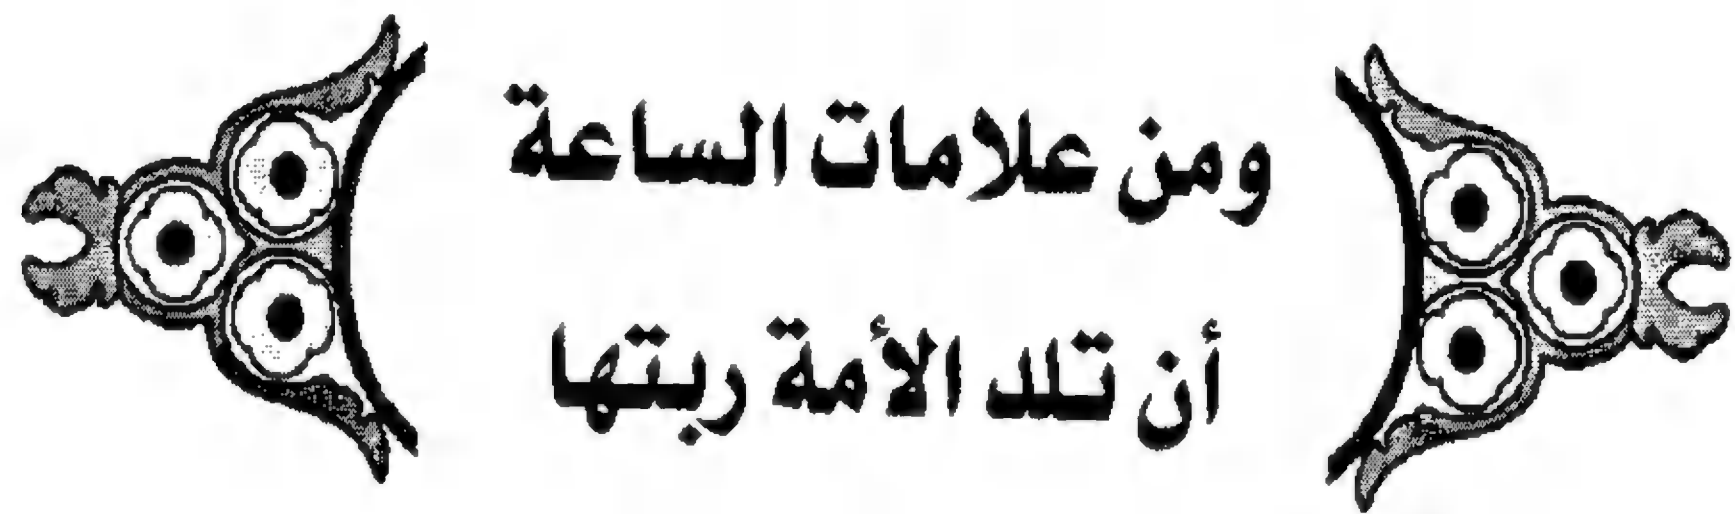 ومن علامات الساعة
أن تلد الأمة ربتها